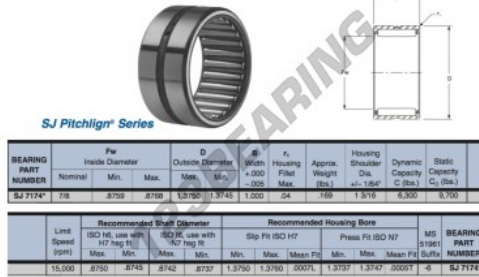 r₁
Fw
D
SJ Pitchlign® Series
123BEARING
BEARING PART NUMBER
Fw
Inside Diameter
Nominal Min. Max.
D
Outside Diameter
Max. Min.
B
Width
+.000
-.005
r₁
Housing
Fillet
Max.
Approx.
Weight
(lbs.)
Housing
Shoulder
Dia.
+/- 1/64"
Dynamic
Capacity
C (lbs.)
Static
Capacity
C₀ (lbs.)
SJ 7174* 7/8 .8759 .8768 1.3750 1.3745 1.000 .04 .169 1 3/16 6,300 9,700
Limit
Speed
(rpm)
Recommended Shaft Diameter
ISO h6, use with
H7 hsg fit
Max. Min.
N7 hsg fit
Max. Min.
Recommended Housing Bore
Slip Fit ISO H7
Min. Max. Mean Fit
Press Fit ISO N7
Max. Min. Mean Fit
MS
51961
Suffix
BEARING
PART
NUMBER
15,000 .8750 .8745 .8742 .8737 1.3750 1.3760 .0007L 1.3737 1.3747 .0005T SJ 7174*